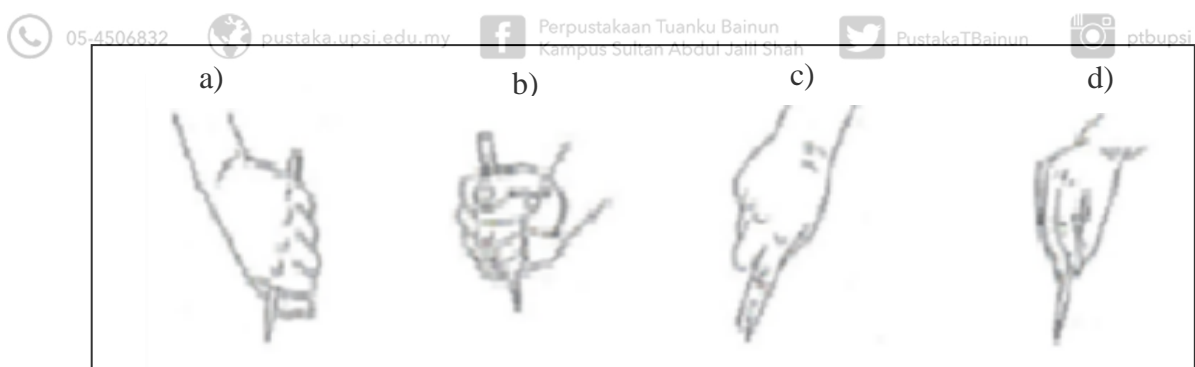 05-4506832 pustaka.upsi.edu.my Perpustakaan Tuanku Bainun Kampus Sultan Abdul Jalil Shah PustakaTBainun ptbupsi
a) b) c) d)